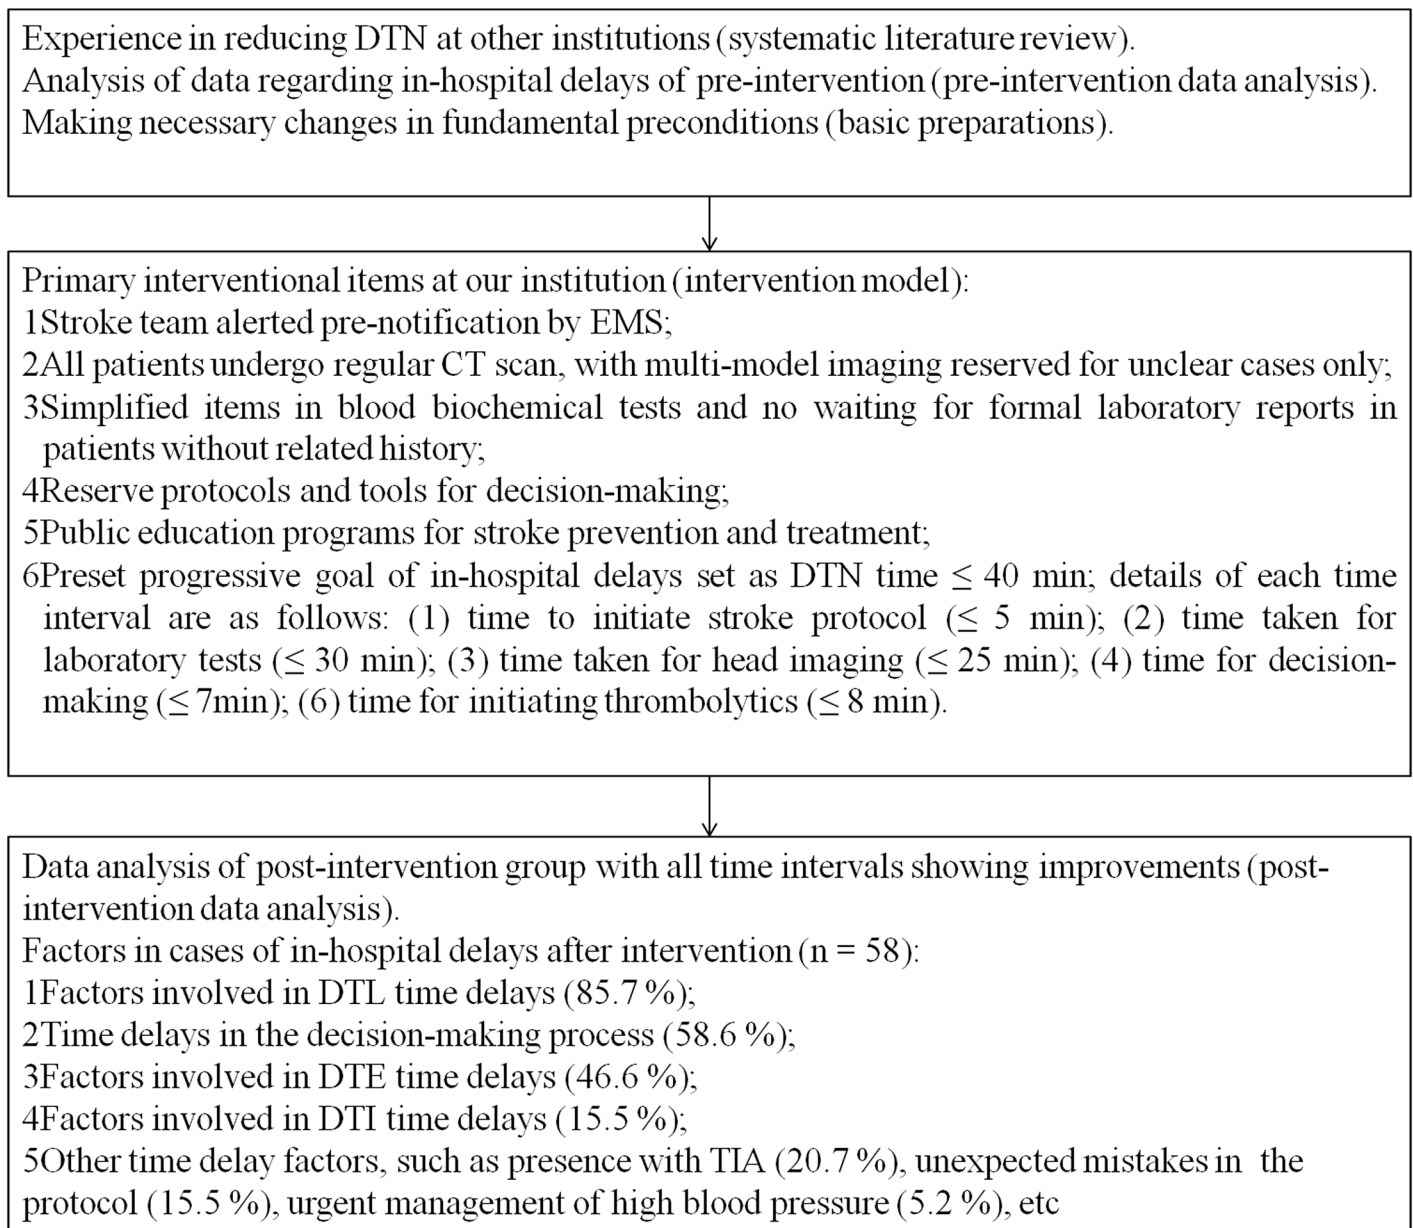 Experience in reducing DTN at other institutions (systematic literature review).
Analysis of data regarding in-hospital delays of pre-intervention (pre-intervention data analysis).
Making necessary changes in fundamental preconditions (basic preparations).
Primary interventional items at our institution (intervention model):
1Stroke team alerted pre-notification by EMS;
2All patients undergo regular CT scan, with multi-model imaging reserved for unclear cases only;
3Simplified items in blood biochemical tests and no waiting for formal laboratory reports in
patients without related history;
4Reserve protocols and tools for decision-making;
5Public education programs for stroke prevention and treatment;
6Preset progressive goal of in-hospital delays set as DTN time ≤ 40 min; details of each time
interval are as follows: (1) time to initiate stroke protocol (≤ 5 min); (2) time taken for
laboratory tests (≤ 30 min); (3) time taken for head imaging (≤ 25 min); (4) time for decision-
making (≤ 7min); (6) time for initiating thrombolytics (≤ 8 min).
Data analysis of post-intervention group with all time intervals showing improvements (post-
intervention data analysis).
Factors in cases of in-hospital delays after intervention (n = 58):
1Factors involved in DTL time delays (85.7 %);
2Time delays in the decision-making process (58.6 %);
3Factors involved in DTE time delays (46.6 %);
4Factors involved in DTI time delays (15.5 %);
5Other time delay factors, such as presence with TIA (20.7 %), unexpected mistakes in the
protocol (15.5 %), urgent management of high blood pressure (5.2 %), etc